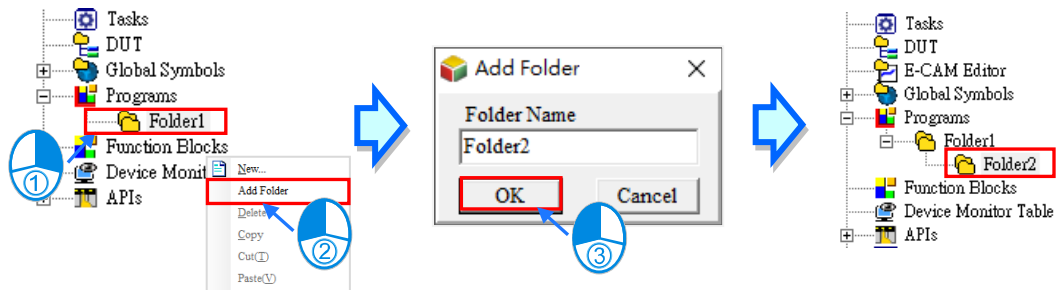 Tasks
DUT
Global Symbols
Programs
Folder1
Function Blocks
Device Monit
APIs
①
New...
Add Folder
Delete
Copy
Cut(T)
Paste(V)
②
Add Folder
Folder Name
Folder2
OK
Cancel
③
Tasks
DUT
E-CAM Editor
Global Symbols
Programs
Folder1
Folder2
Function Blocks
Device Monitor Table
APIs